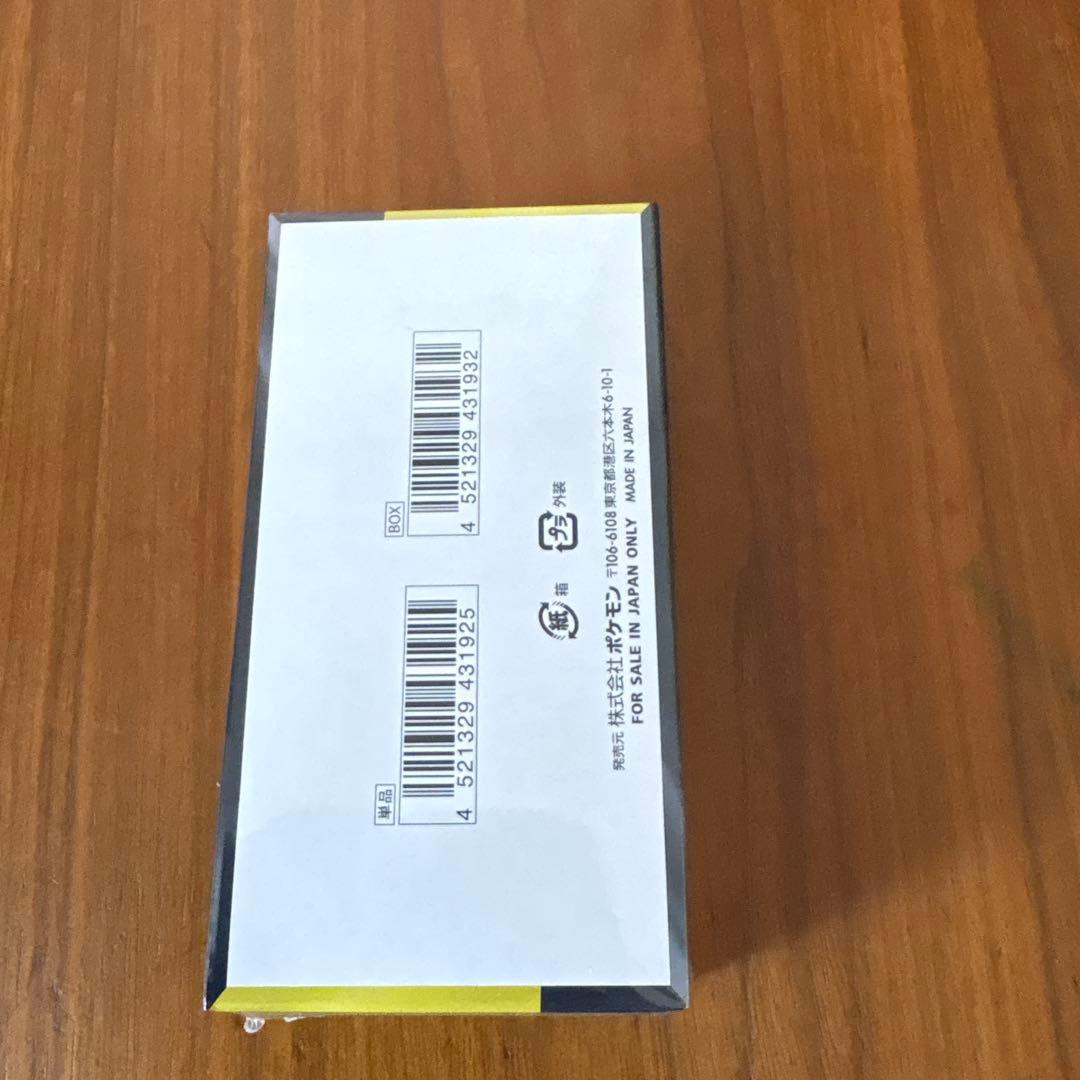 単品
4 521329 431925
BOX
4 521329 431932
紙 箱
プラ 外装
発売元 株式会社 ポケモン 〒106-6108 東京都港区六本木6-10-1
FOR SALE IN JAPAN ONLY MADE IN JAPAN